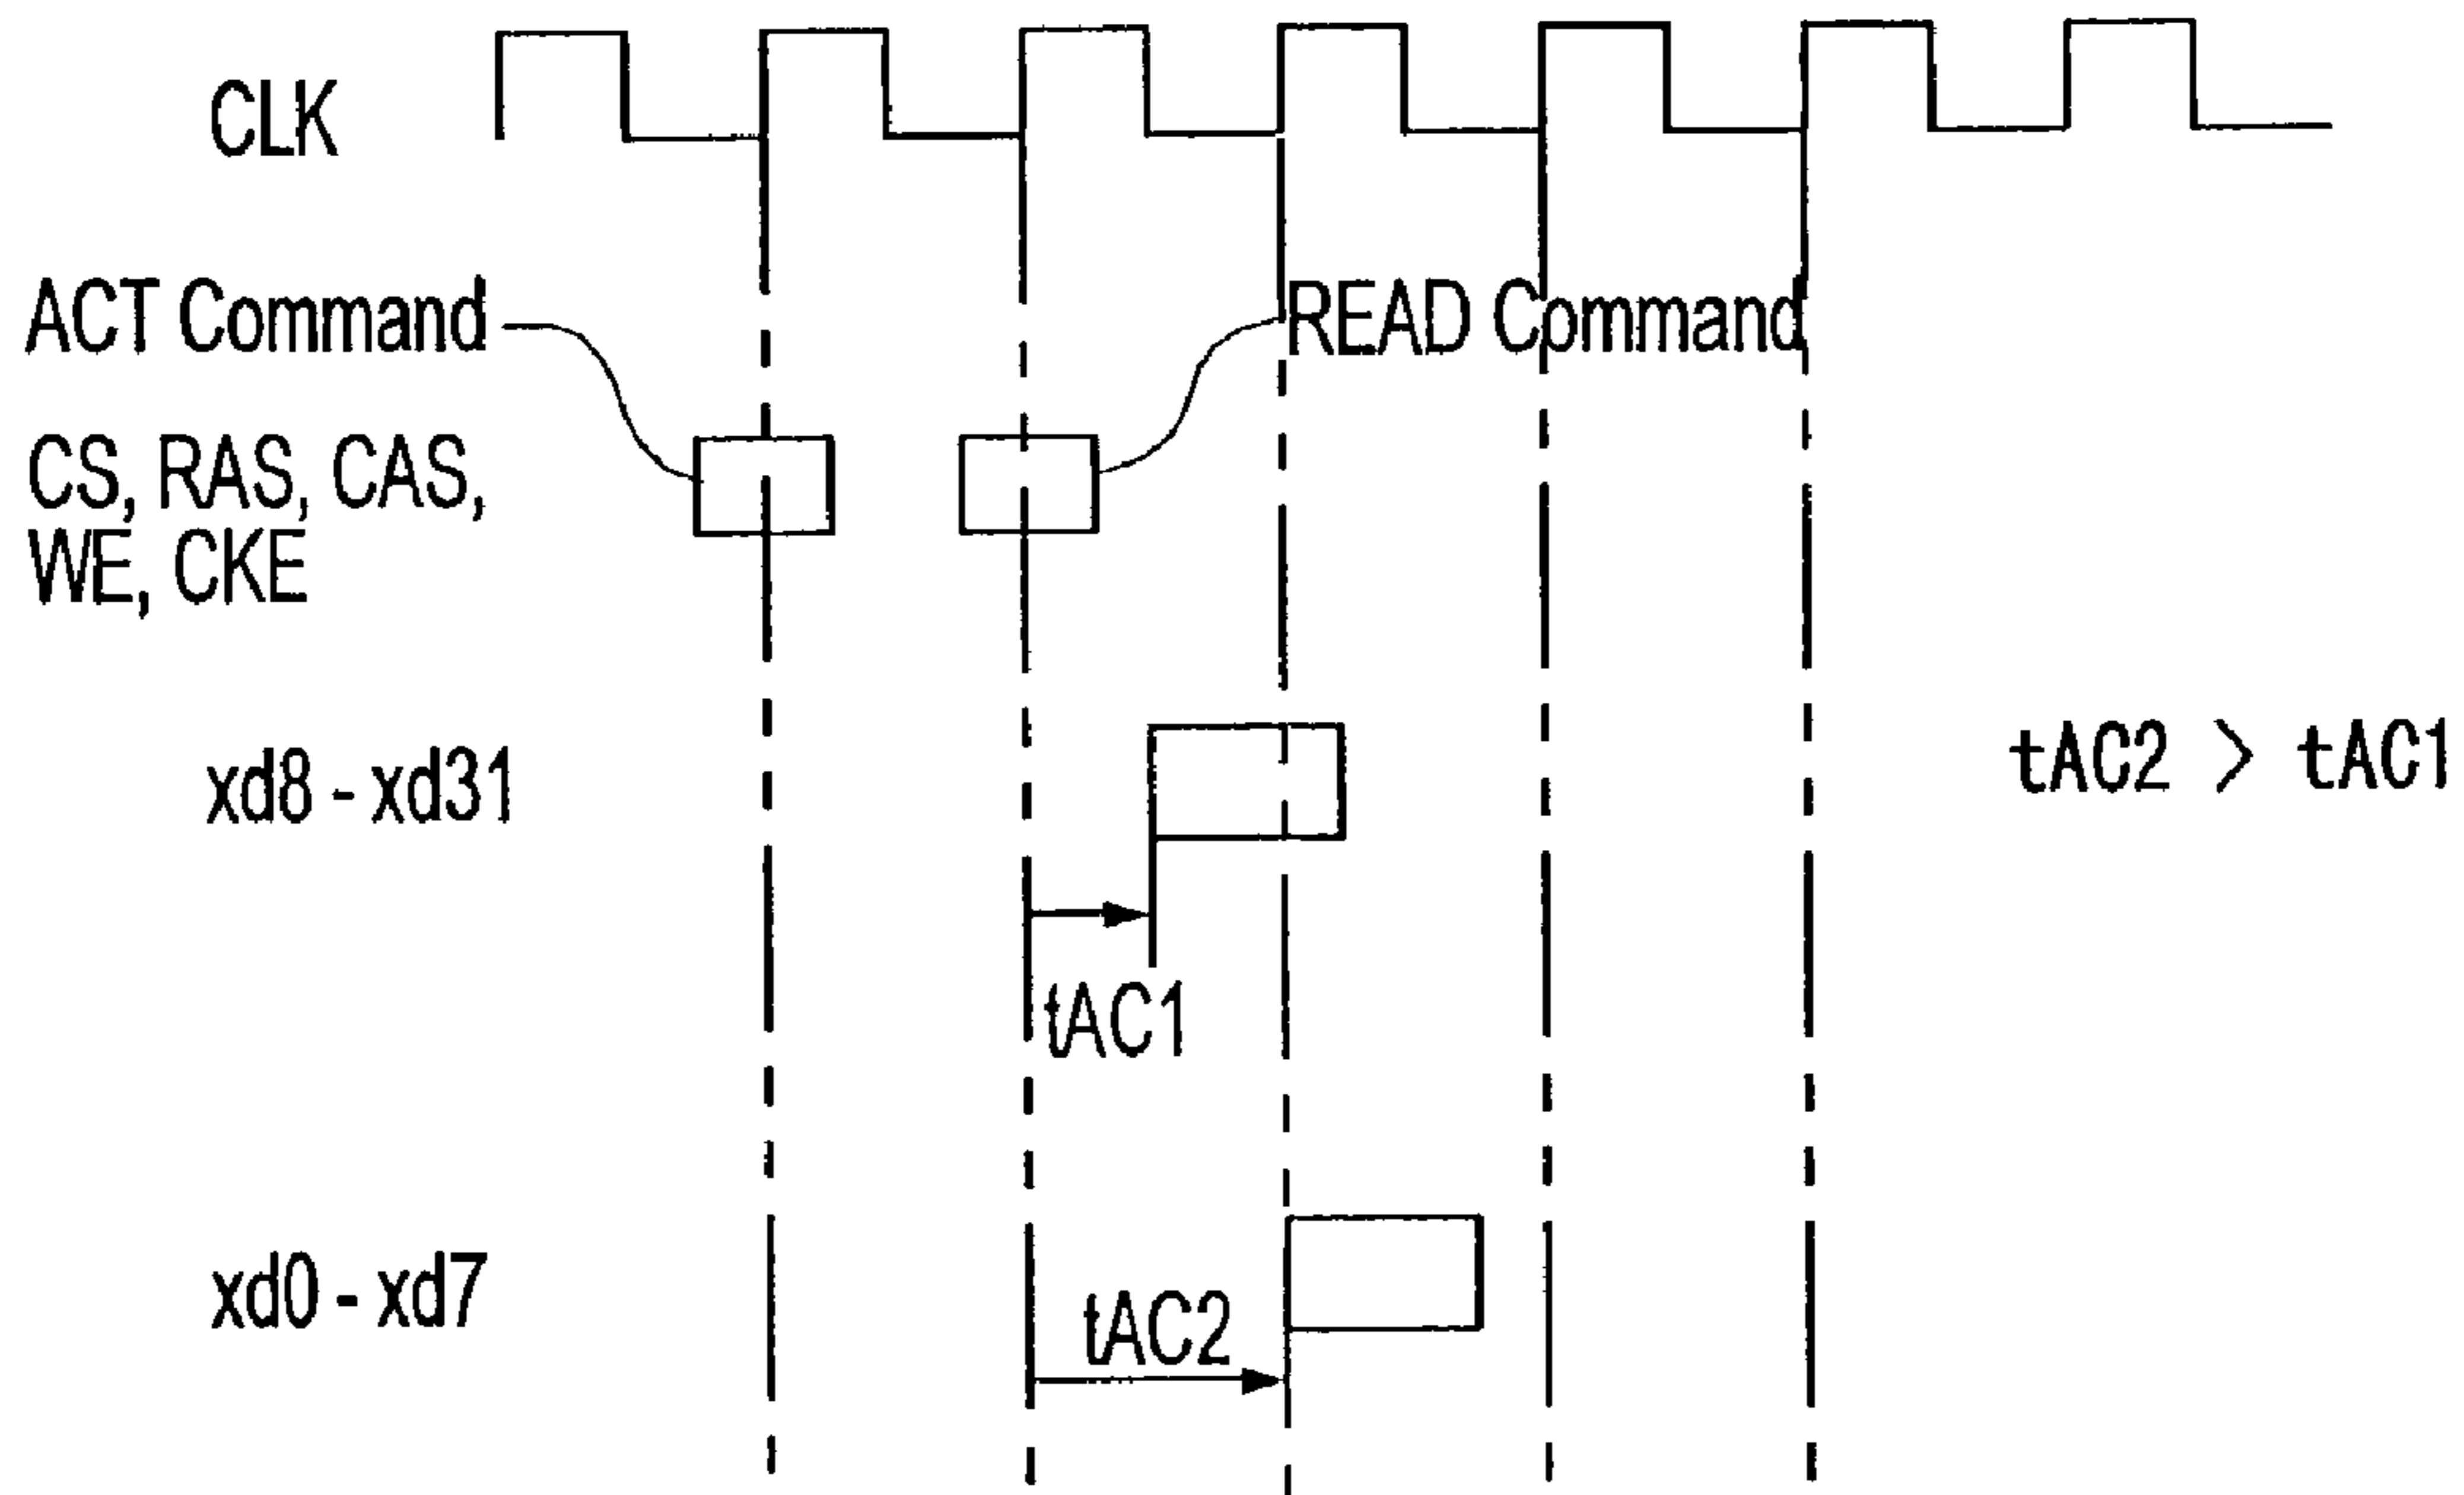 CLK
ACT Command
READ Command
CS, RAS, CAS,
WE, CKE
xd8 - xd31
tAC2 > tAC1
tAC1
xd0 - xd7
tAC2